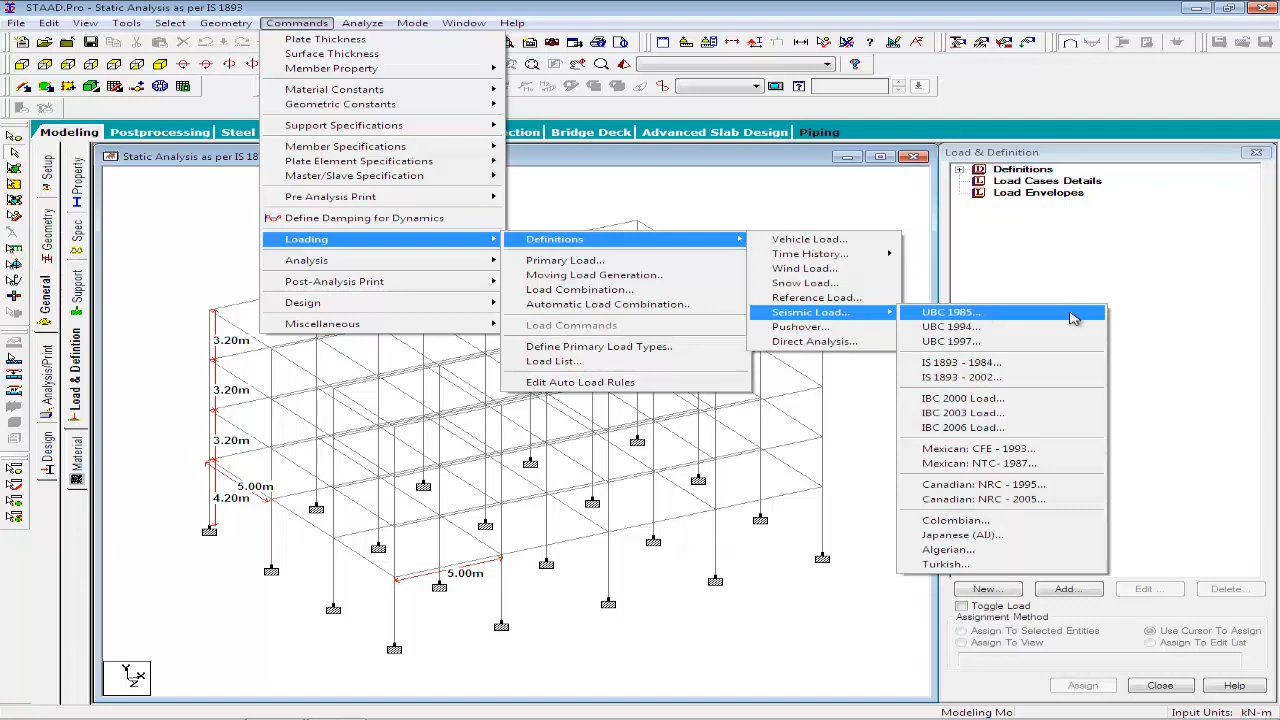 STAAD.Pro - Static Analysis as per IS 1893
File Edit View Tools Select Geometry Commands Analyze Mode Window Help
Plate Thickness
Surface Thickness
Member Property
Material Constants
Geometric Constants
Support Specifications
Member Specifications
Plate Element Specifications
Master/Slave Specification
Pre Analysis Print
Define Damping for Dynamics
Loading
Analysis
Post-Analysis Print
Design
Miscellaneous
Definitions
Primary Load...
Moving Load Generation..
Load Combination...
Automatic Load Combination..
Load Commands
Define Primary Load Types..
Load List...
Edit Auto Load Rules
Vehicle Load...
Time History...
Wind Load...
Snow Load...
Reference Load...
Seismic Load...
Pushover...
Direct Analysis...
UBC 1985...
UBC 1994...
UBC 1997...
IS 1893 - 1984...
IS 1893 - 2002...
IBC 2000 Load...
IBC 2003 Load...
IBC 2006 Load...
Mexican: CFE - 1993...
Mexican: NTC- 1987...
Canadian: NRC - 1995...
Canadian: NRC - 2005...
Colombian...
Japanese (AIJ)...
Algerian...
Turkish...
Modeling Postprocessing Steel
ection Bridge Deck Advanced Slab Design Piping
Setup
Geometry
General
Analysis/Print
Design
Property
Spec
Support
Load & Definition
Material
Static Analysis as per IS 18
3.20m
3.20m
3.20m
5.00m
4.20m
5.00m
Y
X
Z
Load & Definition
Definitions
Load Cases Details
Load Envelopes
New... Add... Edit ... Delete...
Toggle Load
Assignment Method
Assign To Selected Entities Use Cursor To Assign
Assign To View Assign To Edit List
Assign Close Help
Modeling Mo Input Units: kN-m